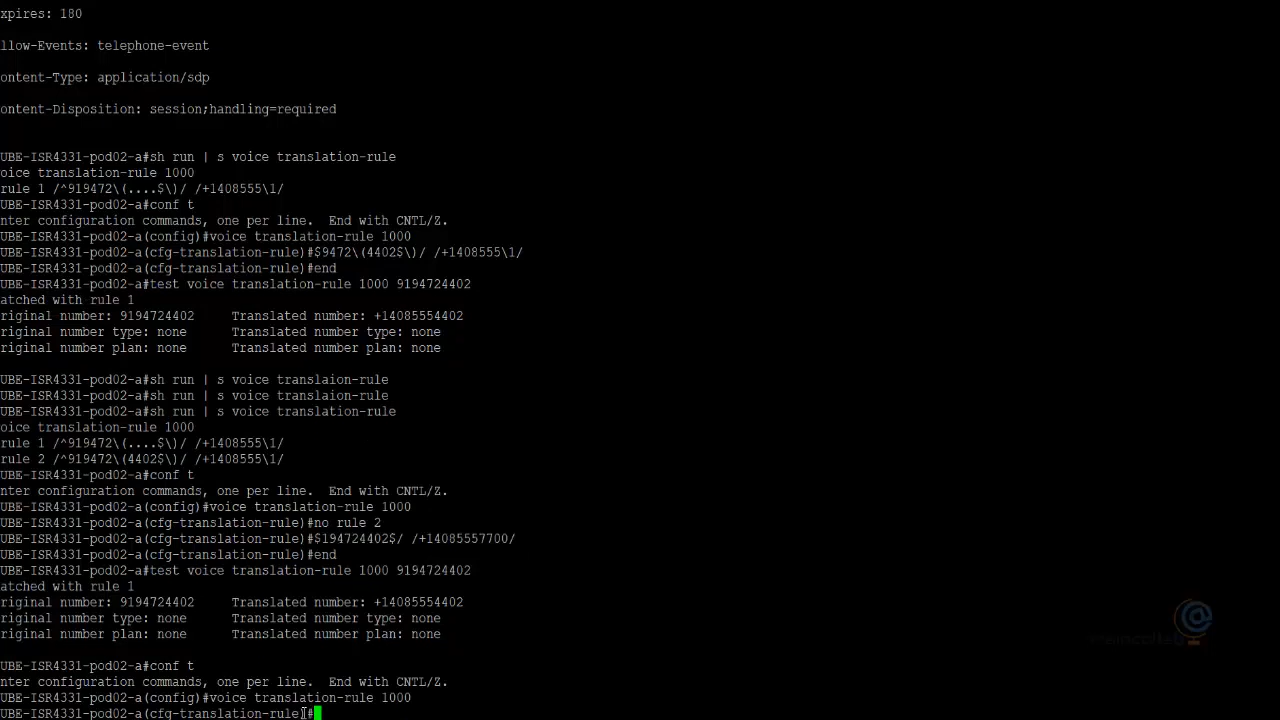 xpires: 180
llow-Events: telephone-event
ontent-Type: application/sdp
ontent-Disposition: session;handling=required
UBE-ISR4331-pod02-a#sh run | s voice translation-rule
oice translation-rule 1000
rule 1 /^919472\(....$\)/ /+1408555\1/
UBE-ISR4331-pod02-a#conf t
nter configuration commands, one per line.  End with CNTL/Z.
UBE-ISR4331-pod02-a(config)#voice translation-rule 1000
UBE-ISR4331-pod02-a(cfg-translation-rule)#$9472\(4402$\)/ /+1408555\1/
UBE-ISR4331-pod02-a(cfg-translation-rule)#end
UBE-ISR4331-pod02-a#test voice translation-rule 1000 9194724402
atched with rule 1
riginal number: 9194724402     Translated number: +14085554402
riginal number type: none      Translated number type: none
riginal number plan: none      Translated number plan: none
UBE-ISR4331-pod02-a#sh run | s voice translaion-rule
UBE-ISR4331-pod02-a#sh run | s voice translaion-rule
UBE-ISR4331-pod02-a#sh run | s voice translation-rule
oice translation-rule 1000
rule 1 /^919472\(....$\)/ /+1408555\1/
rule 2 /^919472\(4402$\)/ /+1408555\1/
UBE-ISR4331-pod02-a#conf t
nter configuration commands, one per line.  End with CNTL/Z.
UBE-ISR4331-pod02-a(config)#voice translation-rule 1000
UBE-ISR4331-pod02-a(cfg-translation-rule)#no rule 2
UBE-ISR4331-pod02-a(cfg-translation-rule)#$194724402$/ /+14085557700/
UBE-ISR4331-pod02-a(cfg-translation-rule)#end
UBE-ISR4331-pod02-a#test voice translation-rule 1000 9194724402
atched with rule 1
riginal number: 9194724402     Translated number: +14085554402
riginal number type: none      Translated number type: none
riginal number plan: none      Translated number plan: none
UBE-ISR4331-pod02-a#conf t
nter configuration commands, one per line.  End with CNTL/Z.
UBE-ISR4331-pod02-a(config)#voice translation-rule 1000
UBE-ISR4331-pod02-a(cfg-translation-rule)#